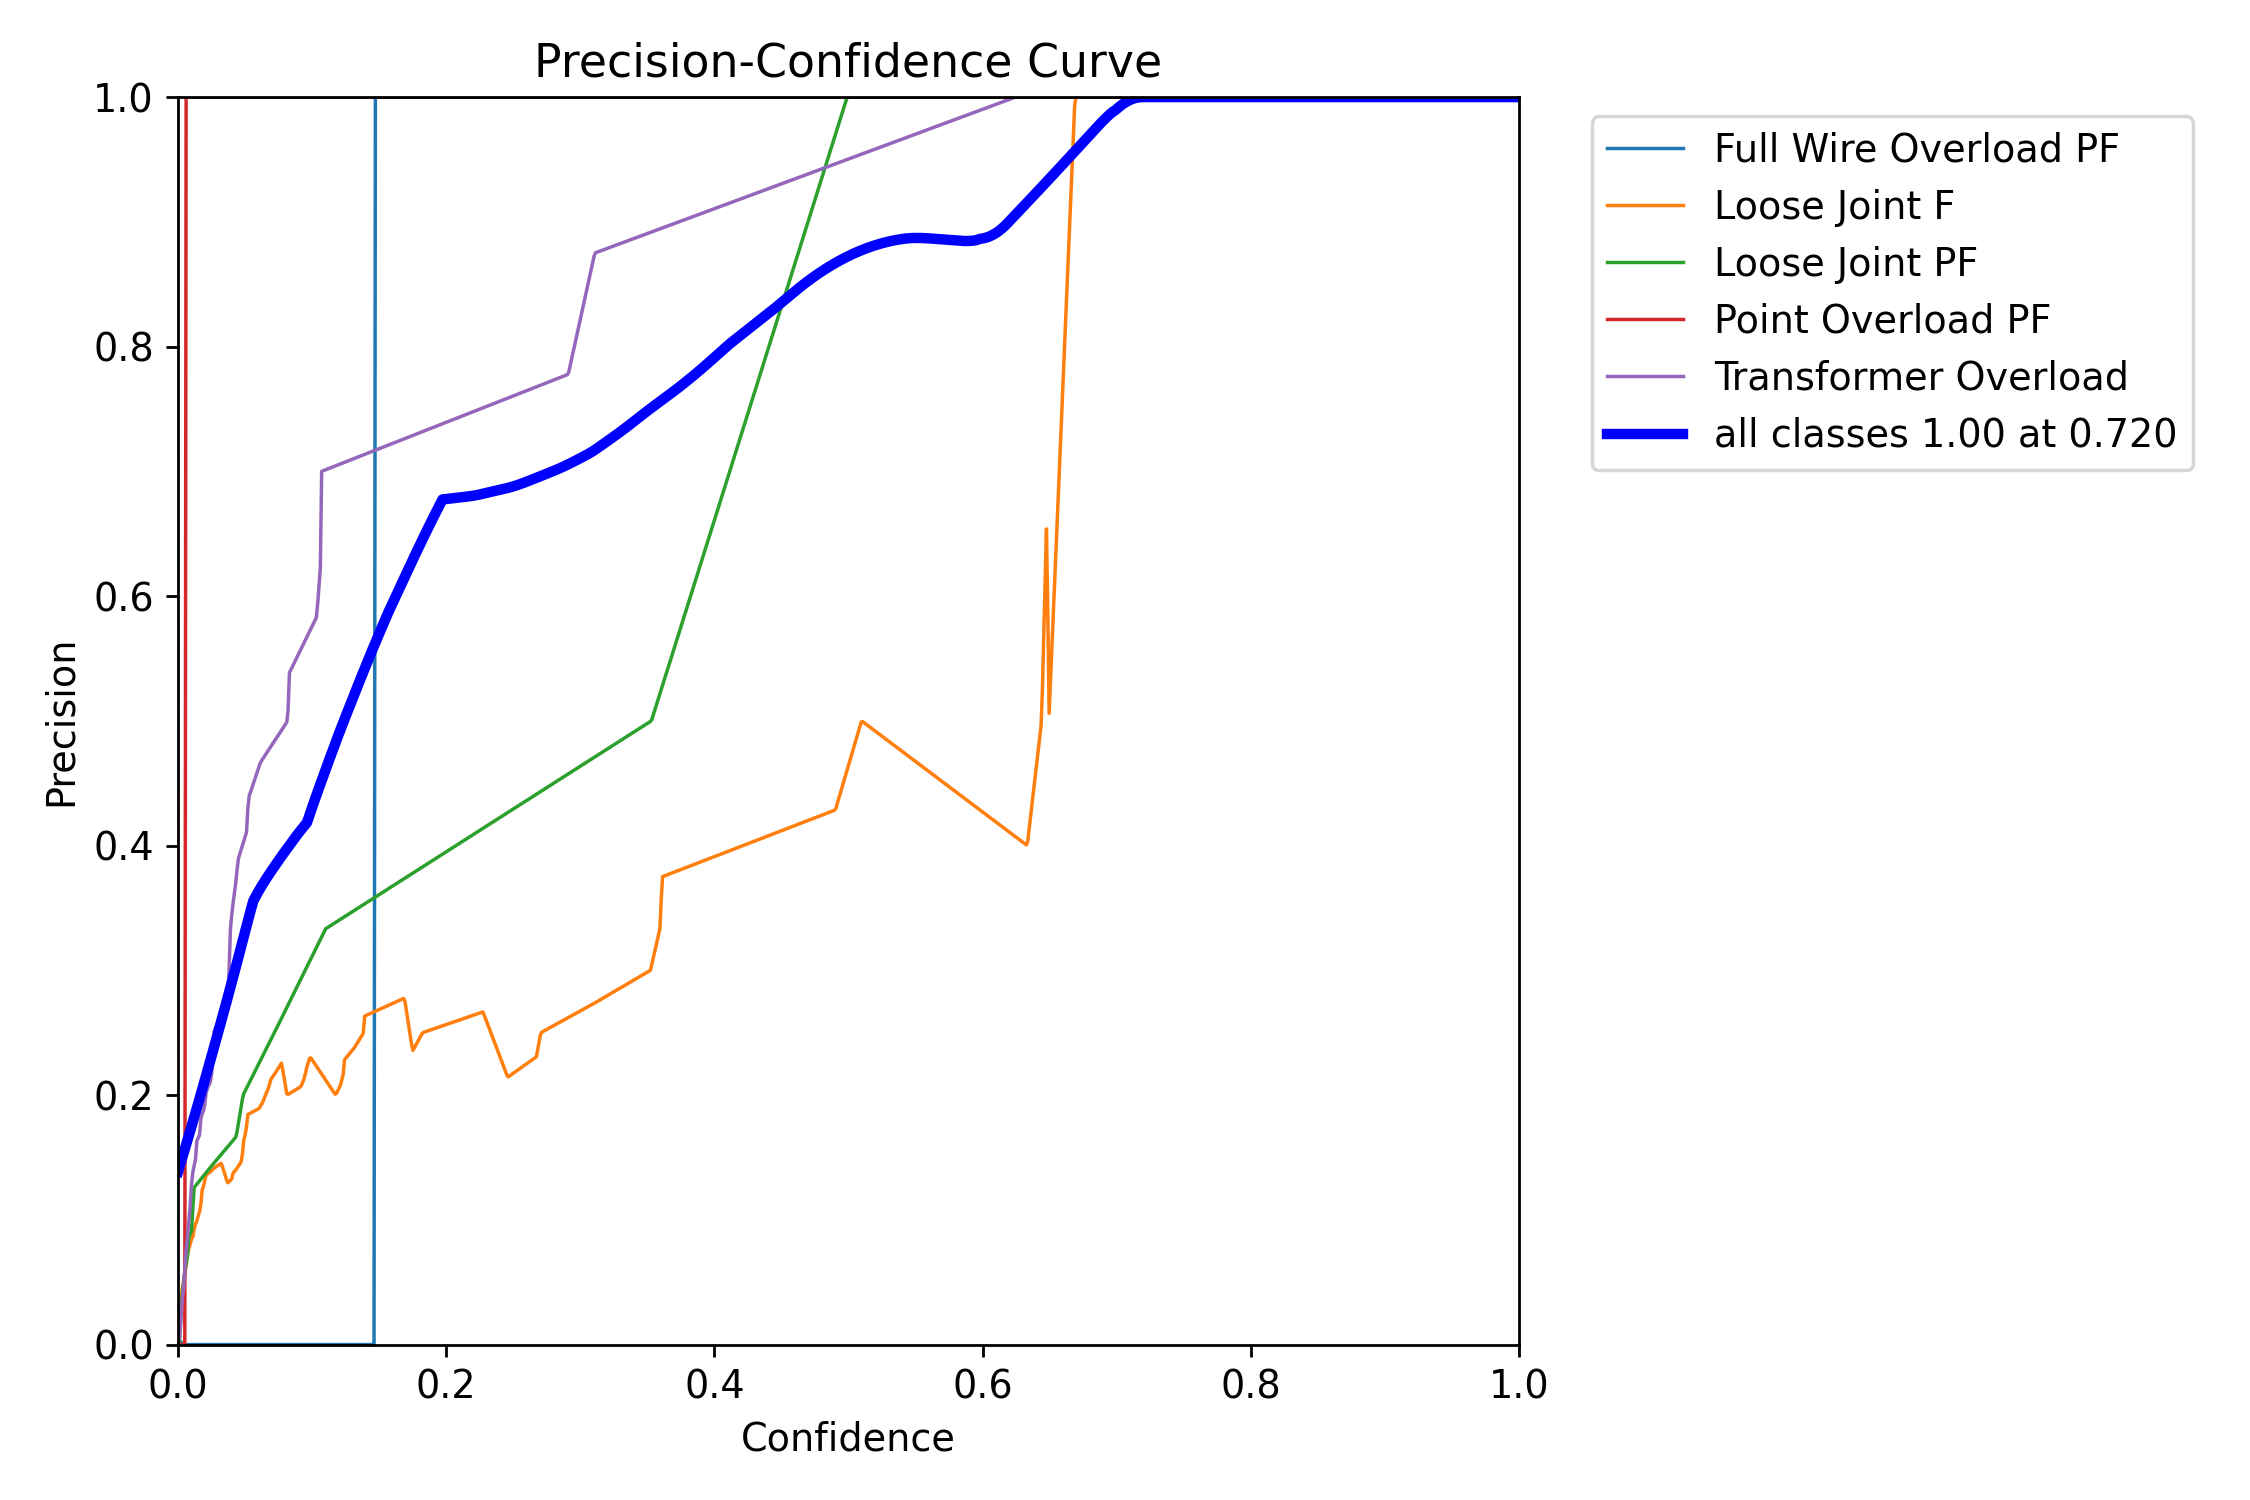 Precision-Confidence Curve
1.0
0.8
0.6
0.4
0.2
0.0
Precision
0.0 0.2 0.4 0.6 0.8 1.0
Confidence
Full Wire Overload PF
Loose Joint F
Loose Joint PF
Point Overload PF
Transformer Overload
all classes 1.00 at 0.720